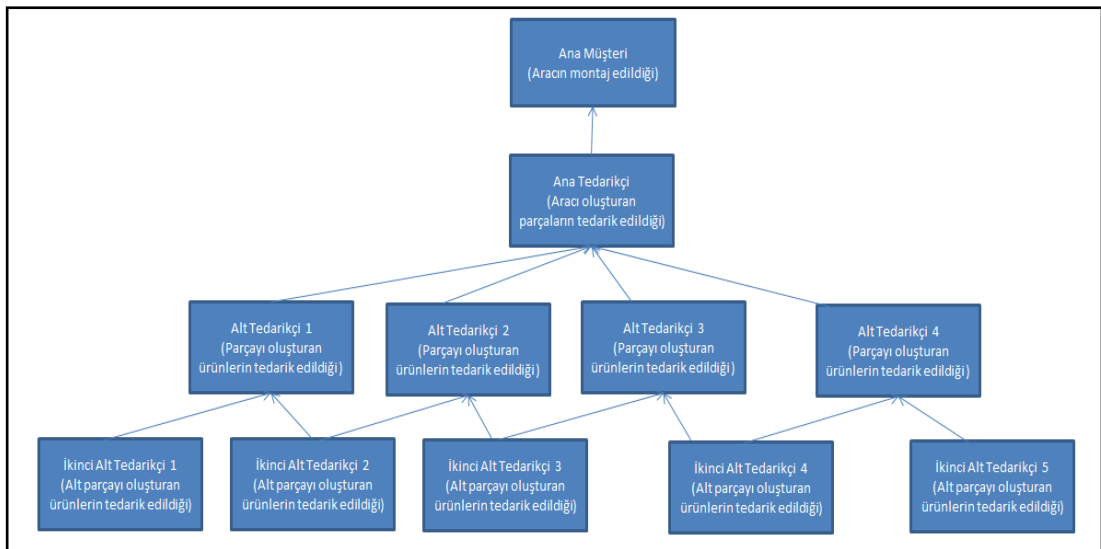 Ana Müşteri
(Aracın montaj edildiği)
Ana Tedarikçi
(Aracı oluşturan
parçaların tedarik edildiği)
Alt Tedarikçi 1
(Parçayı oluşturan
ürünlerin tedarik edildiği)
Alt Tedarikçi 2
(Parçayı oluşturan
ürünlerin tedarik edildiği)
Alt Tedarikçi 3
(Parçayı oluşturan
ürünlerin tedarik edildiği)
Alt Tedarikçi 4
(Parçayı oluşturan
ürünlerin tedarik edildiği)
İkinci Alt Tedarikçi 1
(Alt parçayı oluşturan
ürünlerin tedarik edildiği)
İkinci Alt Tedarikçi 2
(Alt parçayı oluşturan
ürünlerin tedarik edildiği)
İkinci Alt Tedarikçi 3
(Alt parçayı oluşturan
ürünlerin tedarik edildiği)
İkinci Alt Tedarikçi 4
(Alt parçayı oluşturan
ürünlerin tedarik edildiği)
İkinci Alt Tedarikçi 5
(Alt parçayı oluşturan
ürünlerin tedarik edildiği)